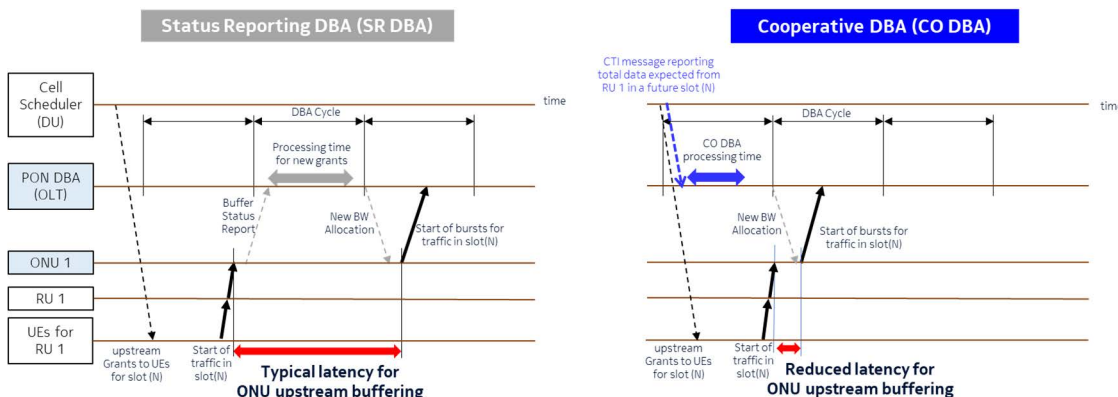 Status Reporting DBA (SR DBA)
Cell
Scheduler
(DU)
time
DBA Cycle
Processing time
for new grants
PON DBA
(OLT)
Buffer
Status
Report
New BW
Allocation
Start of bursts for
traffic in slot(N)
ONU 1
RU 1
UEs for
RU 1
upstream
Grants to UEs
for slot (N)
Start of
traffic in
slot(N)
Typical latency for
ONU upstream buffering
Cooperative DBA (CO DBA)
CTI message reporting
total data expected from
RU 1 in a future slot (N)
time
DBA Cycle
CO DBA
processing time
New BW
Allocation
Start of bursts for
traffic in slot(N)
upstream
Grants to UEs
for slot (N)
Start of
traffic in
slot(N)
Reduced latency for
ONU upstream buffering